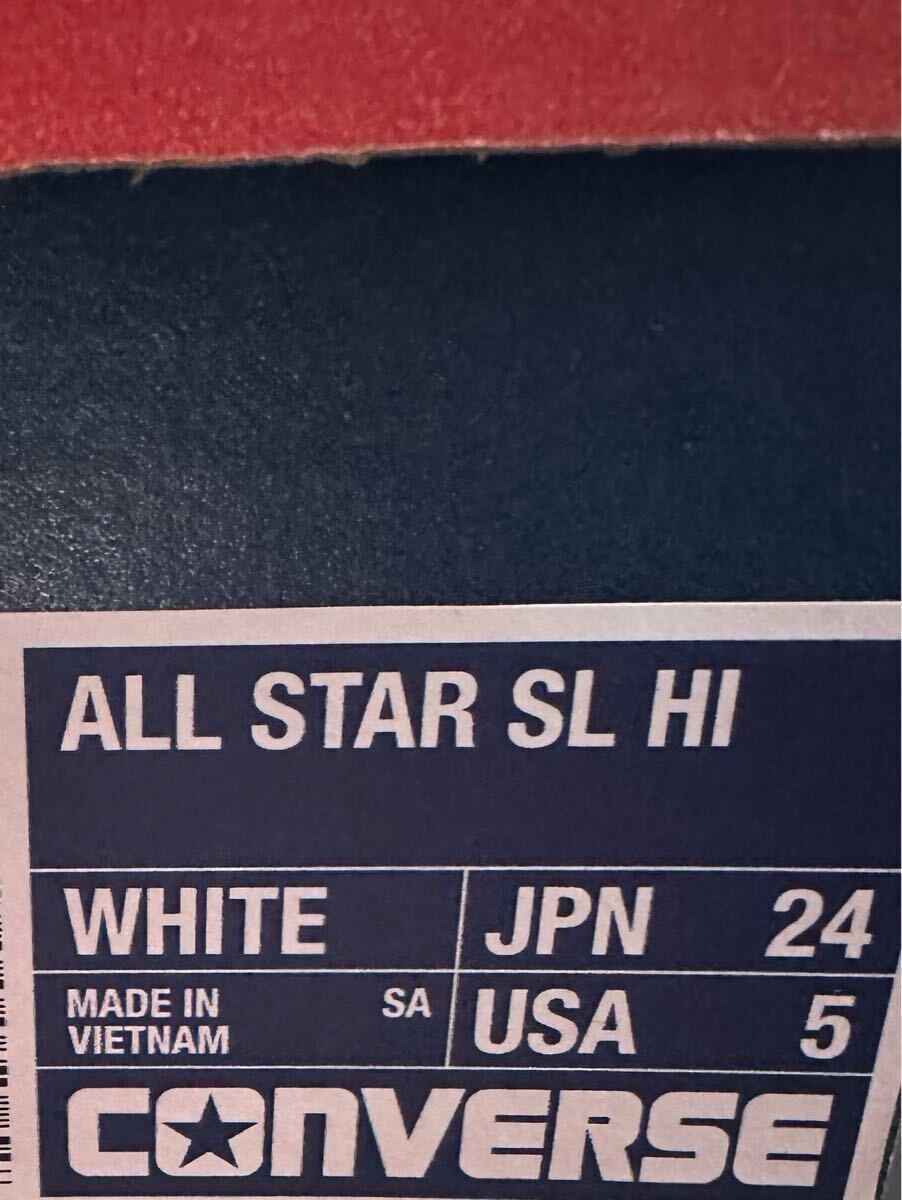 ALL STAR SL HI
WHITE
JPN 24
MADE IN
VIETNAM
SA
USA 5
CONVERSE